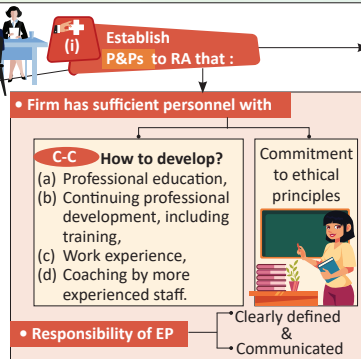 (i)
Establish
P&Ps to RA that :
• Firm has sufficient personnel with
C-C How to develop?
(a) Professional education,
(b) Continuing professional
development, including
training,
(c) Work experience,
(d) Coaching by more
experienced staff.
Commitment
to ethical
principles
• Responsibility of EP
•Clearly defined
&
•Communicated